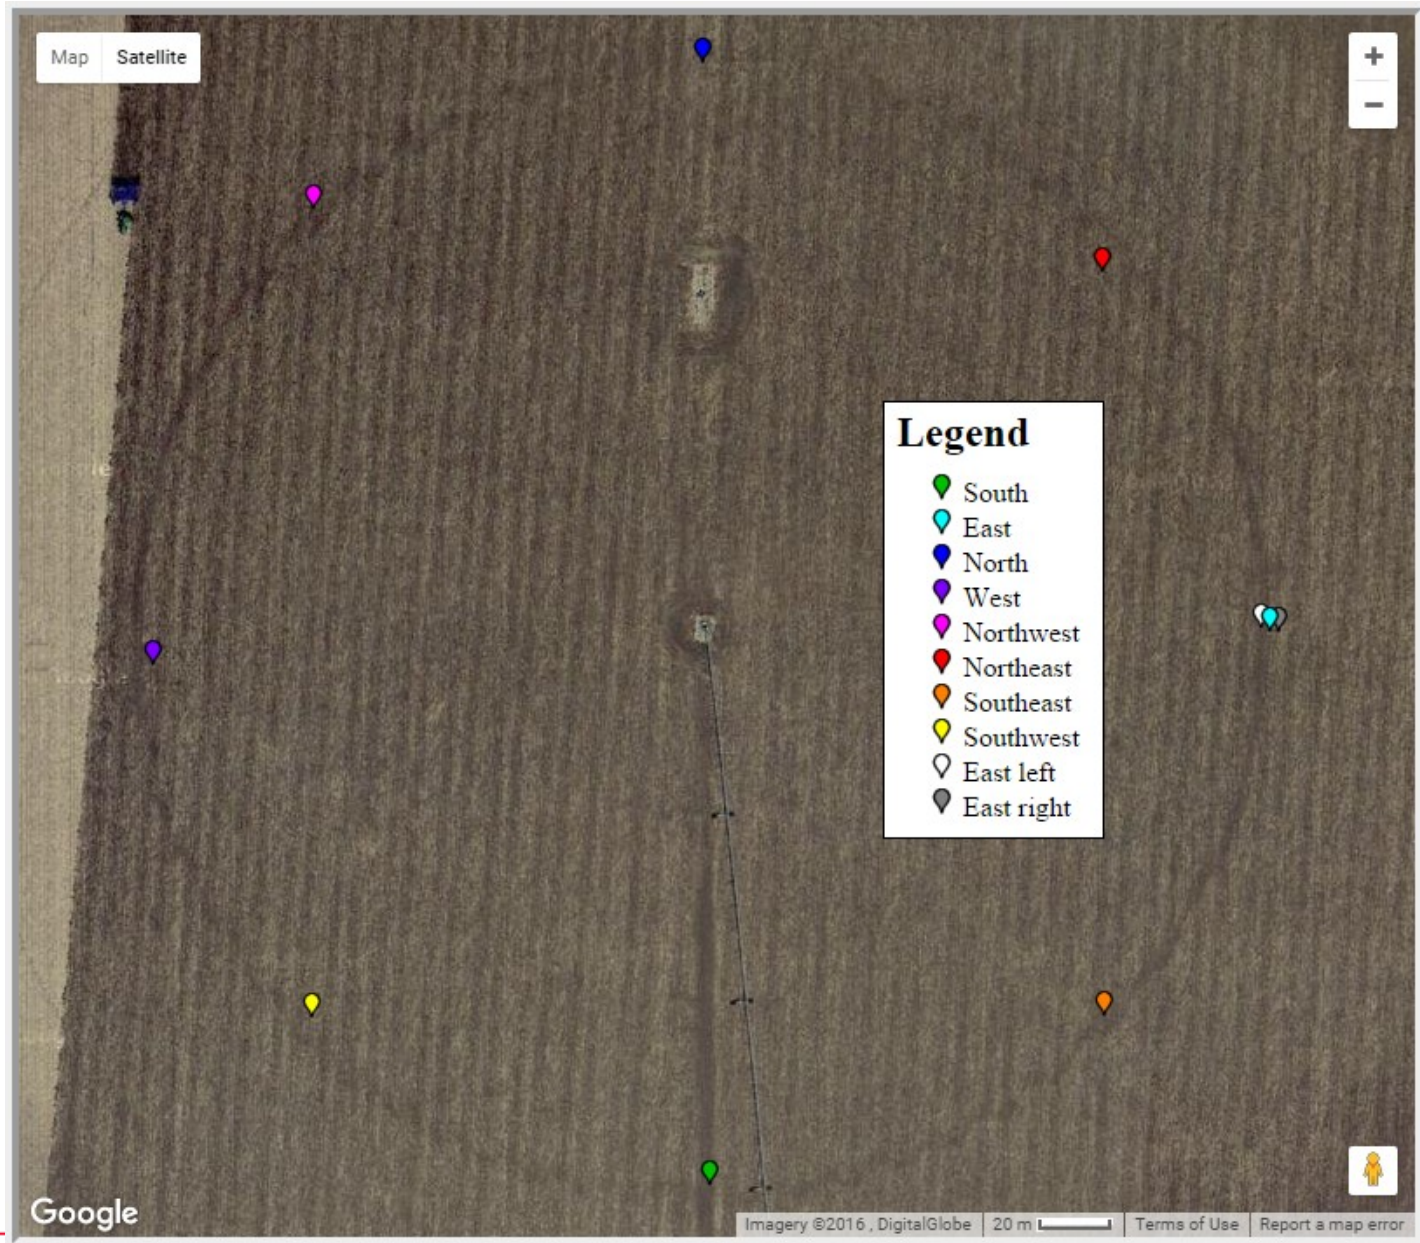 Map Satellite
Legend
South
East
North
West
Northwest
Northeast
Southeast
Southwest
East left
East right
Google
Imagery ©2016 , DigitalGlobe 20 m Terms of Use Report a map error